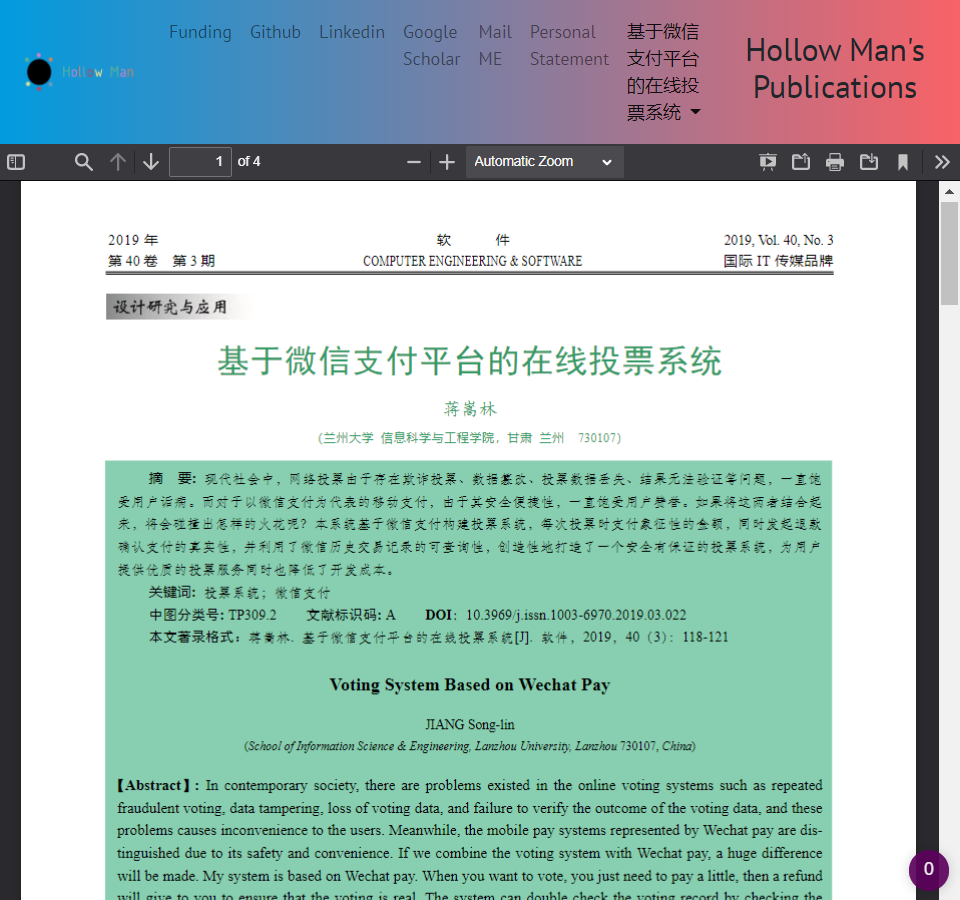 Hollow Man
Funding Github Linkedin Google Scholar Mail ME Personal Statement
基于微信支付平台的在线投票系统
Hollow Man's
Publications
1 of 4
Automatic Zoom
2019 年 软 件 2019, Vol. 40, No. 3
第 40 卷 第 3 期 COMPUTER ENGINEERING & SOFTWARE 国际 IT 传媒品牌
设计研究与应用
基于微信支付平台的在线投票系统
蒋嵩林
(兰州大学 信息科学与工程学院，甘肃 兰州 730107)
摘 要: 现代社会中，网络投票由于存在欺诈投票、数据篡改、投票数据丢失、结果无法验证等问题，一直饱
受用户诟病。而对于以微信支付为代表的移动支付，由于其安全便捷性，一直饱受用户赞誉。如果将这两者结合起
来，将会碰撞出怎样的火花呢？本系统基于微信支付构建投票系统，每次投票时支付象征性的金额，同时发起退款
确认支付的真实性，并利用了微信历史交易记录的可查询性，创造性地打造了一个安全有保证的投票系统，为用户
提供优质的投票服务同时也降低了开发成本。
关键词: 投票系统；微信支付
中图分类号: TP309.2 文献标识码: A DOI：10.3969/j.issn.1003-6970.2019.03.022
本文著录格式：蒋嵩林. 基于微信支付平台的在线投票系统[J]. 软件，2019，40（3）：118-121
Voting System Based on Wechat Pay
JIANG Song-lin
(School of Information Science & Engineering, Lanzhou University, Lanzhou 730107, China)
【Abstract】: In contemporary society, there are problems existed in the online voting systems such as repeated
fraudulent voting, data tampering, loss of voting data, and failure to verify the outcome of the voting data, and these
problems causes inconvenience to the users. Meanwhile, the mobile pay systems represented by Wechat pay are dis-
tinguished due to its safety and convenience. If we combine the voting system with Wechat pay, a huge difference
will be made. My system is based on Wechat pay. When you want to vote, you just need to pay a little, then a refund
will give to you to ensure that the voting is real. The system can double check the voting record by checking the
0